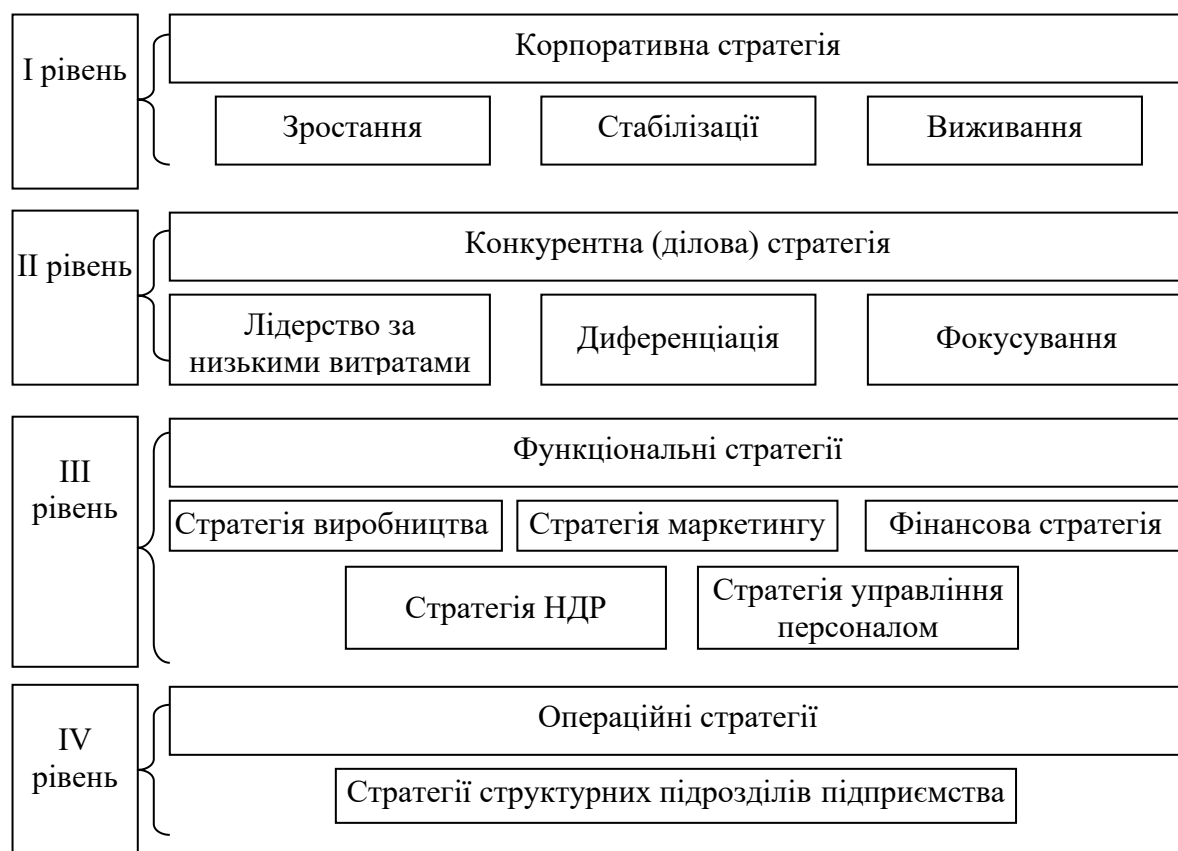 І рівень
Корпоративна стратегія
Зростання
Стабілізації
Виживання
ІІ рівень
Конкурентна (ділова) стратегія
Лідерство за
низькими витратами
Диференціація
Фокусування
ІІІ
рівень
Функціональні стратегії
Стратегія виробництва
Стратегія маркетингу
Фінансова стратегія
Стратегія НДР
Стратегія управління
персоналом
IV
рівень
Операційні стратегії
Стратегії структурних підрозділів підприємства